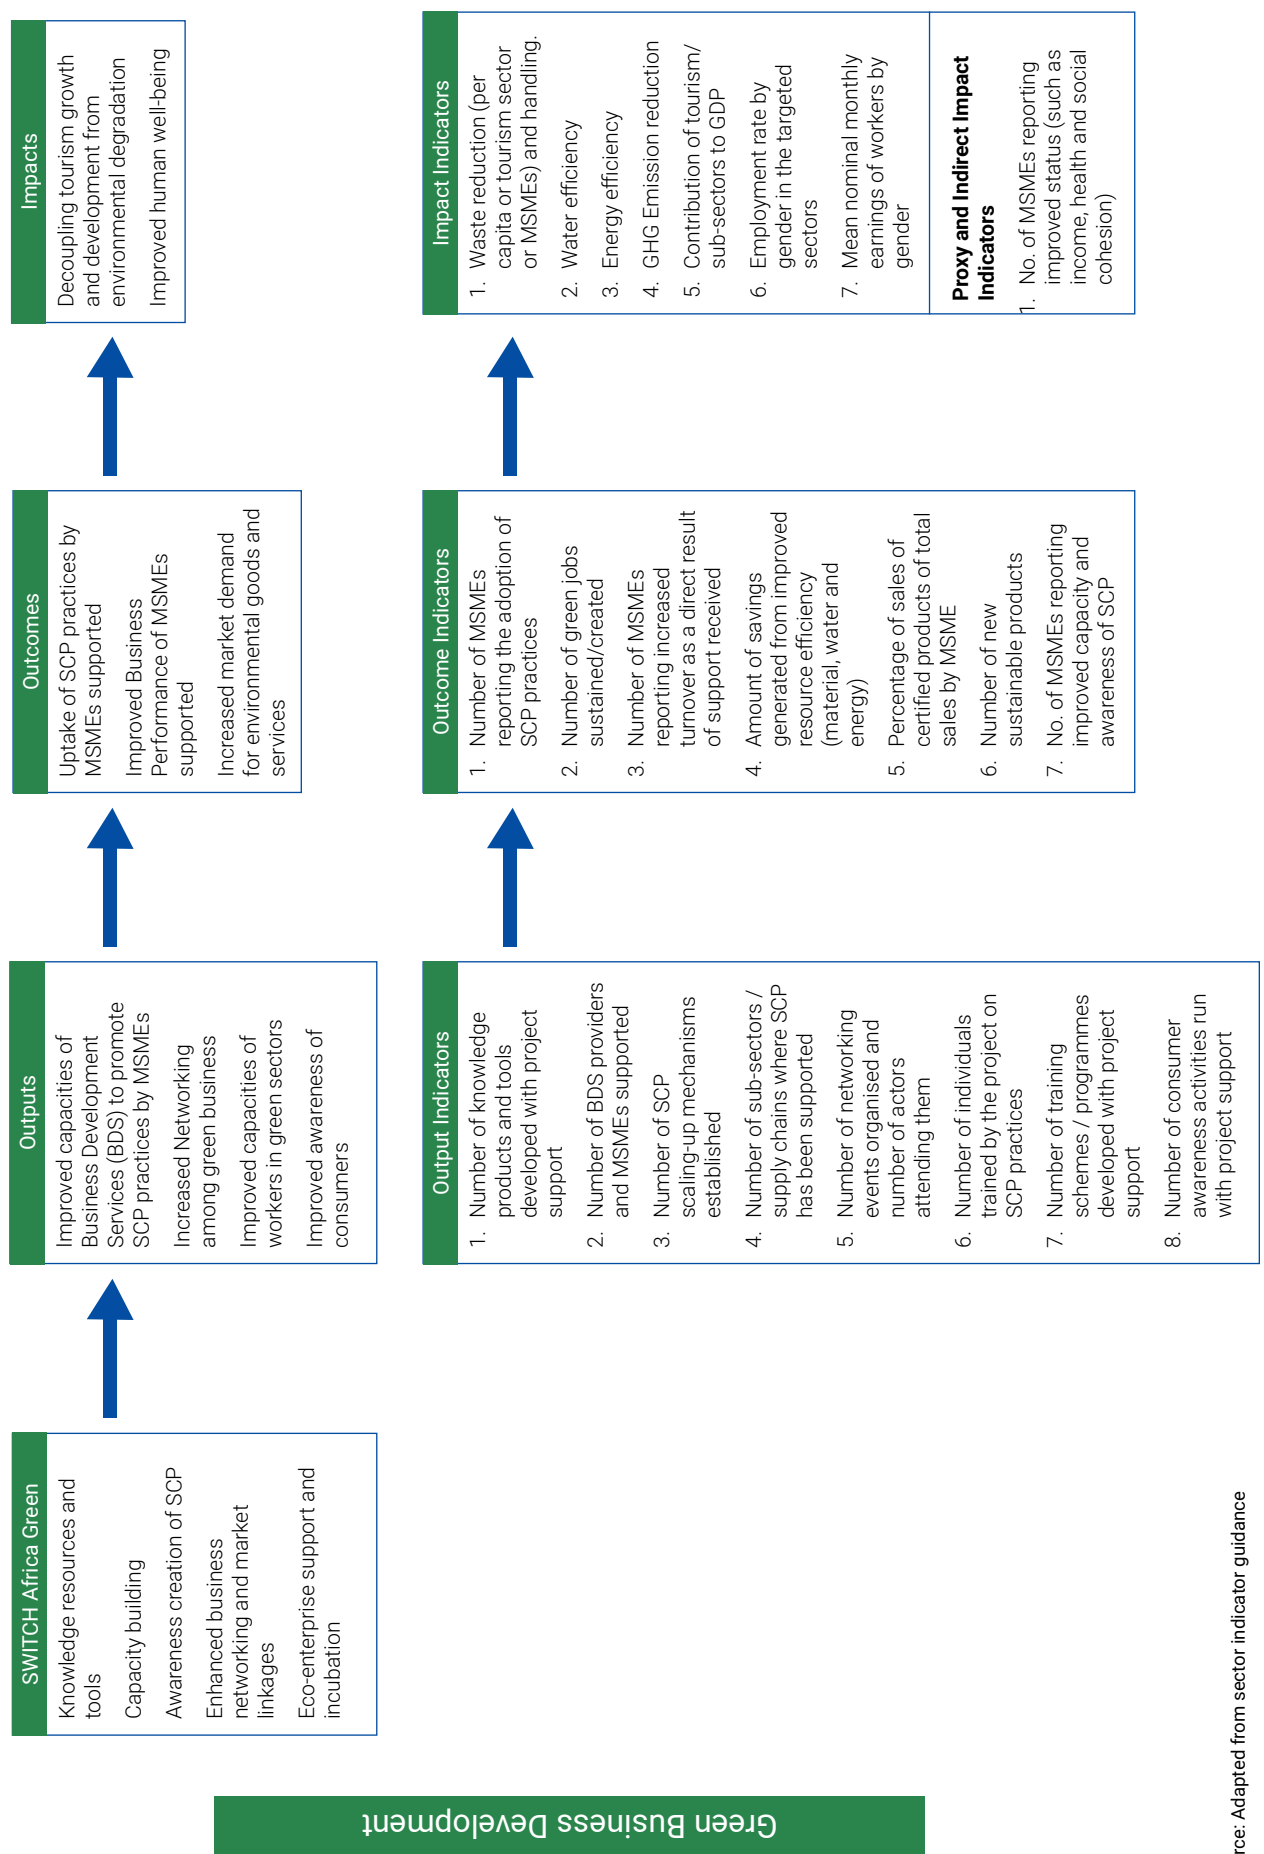 Green Business Development
SWITCH Africa Green
Knowledge resources and
tools
Capacity building
Awareness creation of SCP
Enhanced business
networking and market
linkages
Eco-enterprise support and
incubation
Outputs
Improved capacities of
Business Development
Services (BDS) to promote
SCP practices by MSMEs
Increased Networking
among green business
Improved capacities of
workers in green sectors
Improved awareness of
consumers
Outcomes
Uptake of SCP practices by
MSMEs supported
Improved Business
Performance of MSMEs
supported
Increased market demand
for environmental goods and
services
Impacts
Decoupling tourism growth
and development from
environmental degradation
Improved human well-being
Output Indicators
1. Number of knowledge
products and tools
developed with project
support
2. Number of BDS providers
and MSMEs supported
3. Number of SCP
scaling-up mechanisms
established
4. Number of sub-sectors /
supply chains where SCP
has been supported
5. Number of networking
events organised and
number of actors
attending them
6. Number of individuals
trained by the project on
SCP practices
7. Number of training
schemes / programmes
developed with project
support
8. Number of consumer
awareness activities run
with project support
Outcome Indicators
1. Number of MSMEs
reporting the adoption of
SCP practices
2. Number of green jobs
sustained/created
3. Number of MSMEs
reporting increased
turnover as a direct result
of support received
4. Amount of savings
generated from improved
resource efficiency
(material, water and
energy)
5. Percentage of sales of
certified products of total
sales by MSME
6. Number of new
sustainable products
7. No. of MSMEs reporting
improved capacity and
awareness of SCP
Impact Indicators
1. Waste reduction (per
capita or tourism sector
or MSMEs) and handling.
2. Water efficiency
3. Energy efficiency
4. GHG Emission reduction
5. Contribution of tourism/
sub-sectors to GDP
6. Employment rate by
gender in the targeted
sectors
7. Mean nominal monthly
earnings of workers by
gender
Proxy and Indirect Impact
Indicators
1. No. of MSMEs reporting
improved status (such as
income, health and social
cohesion)
rce: Adapted from sector indicator guidance